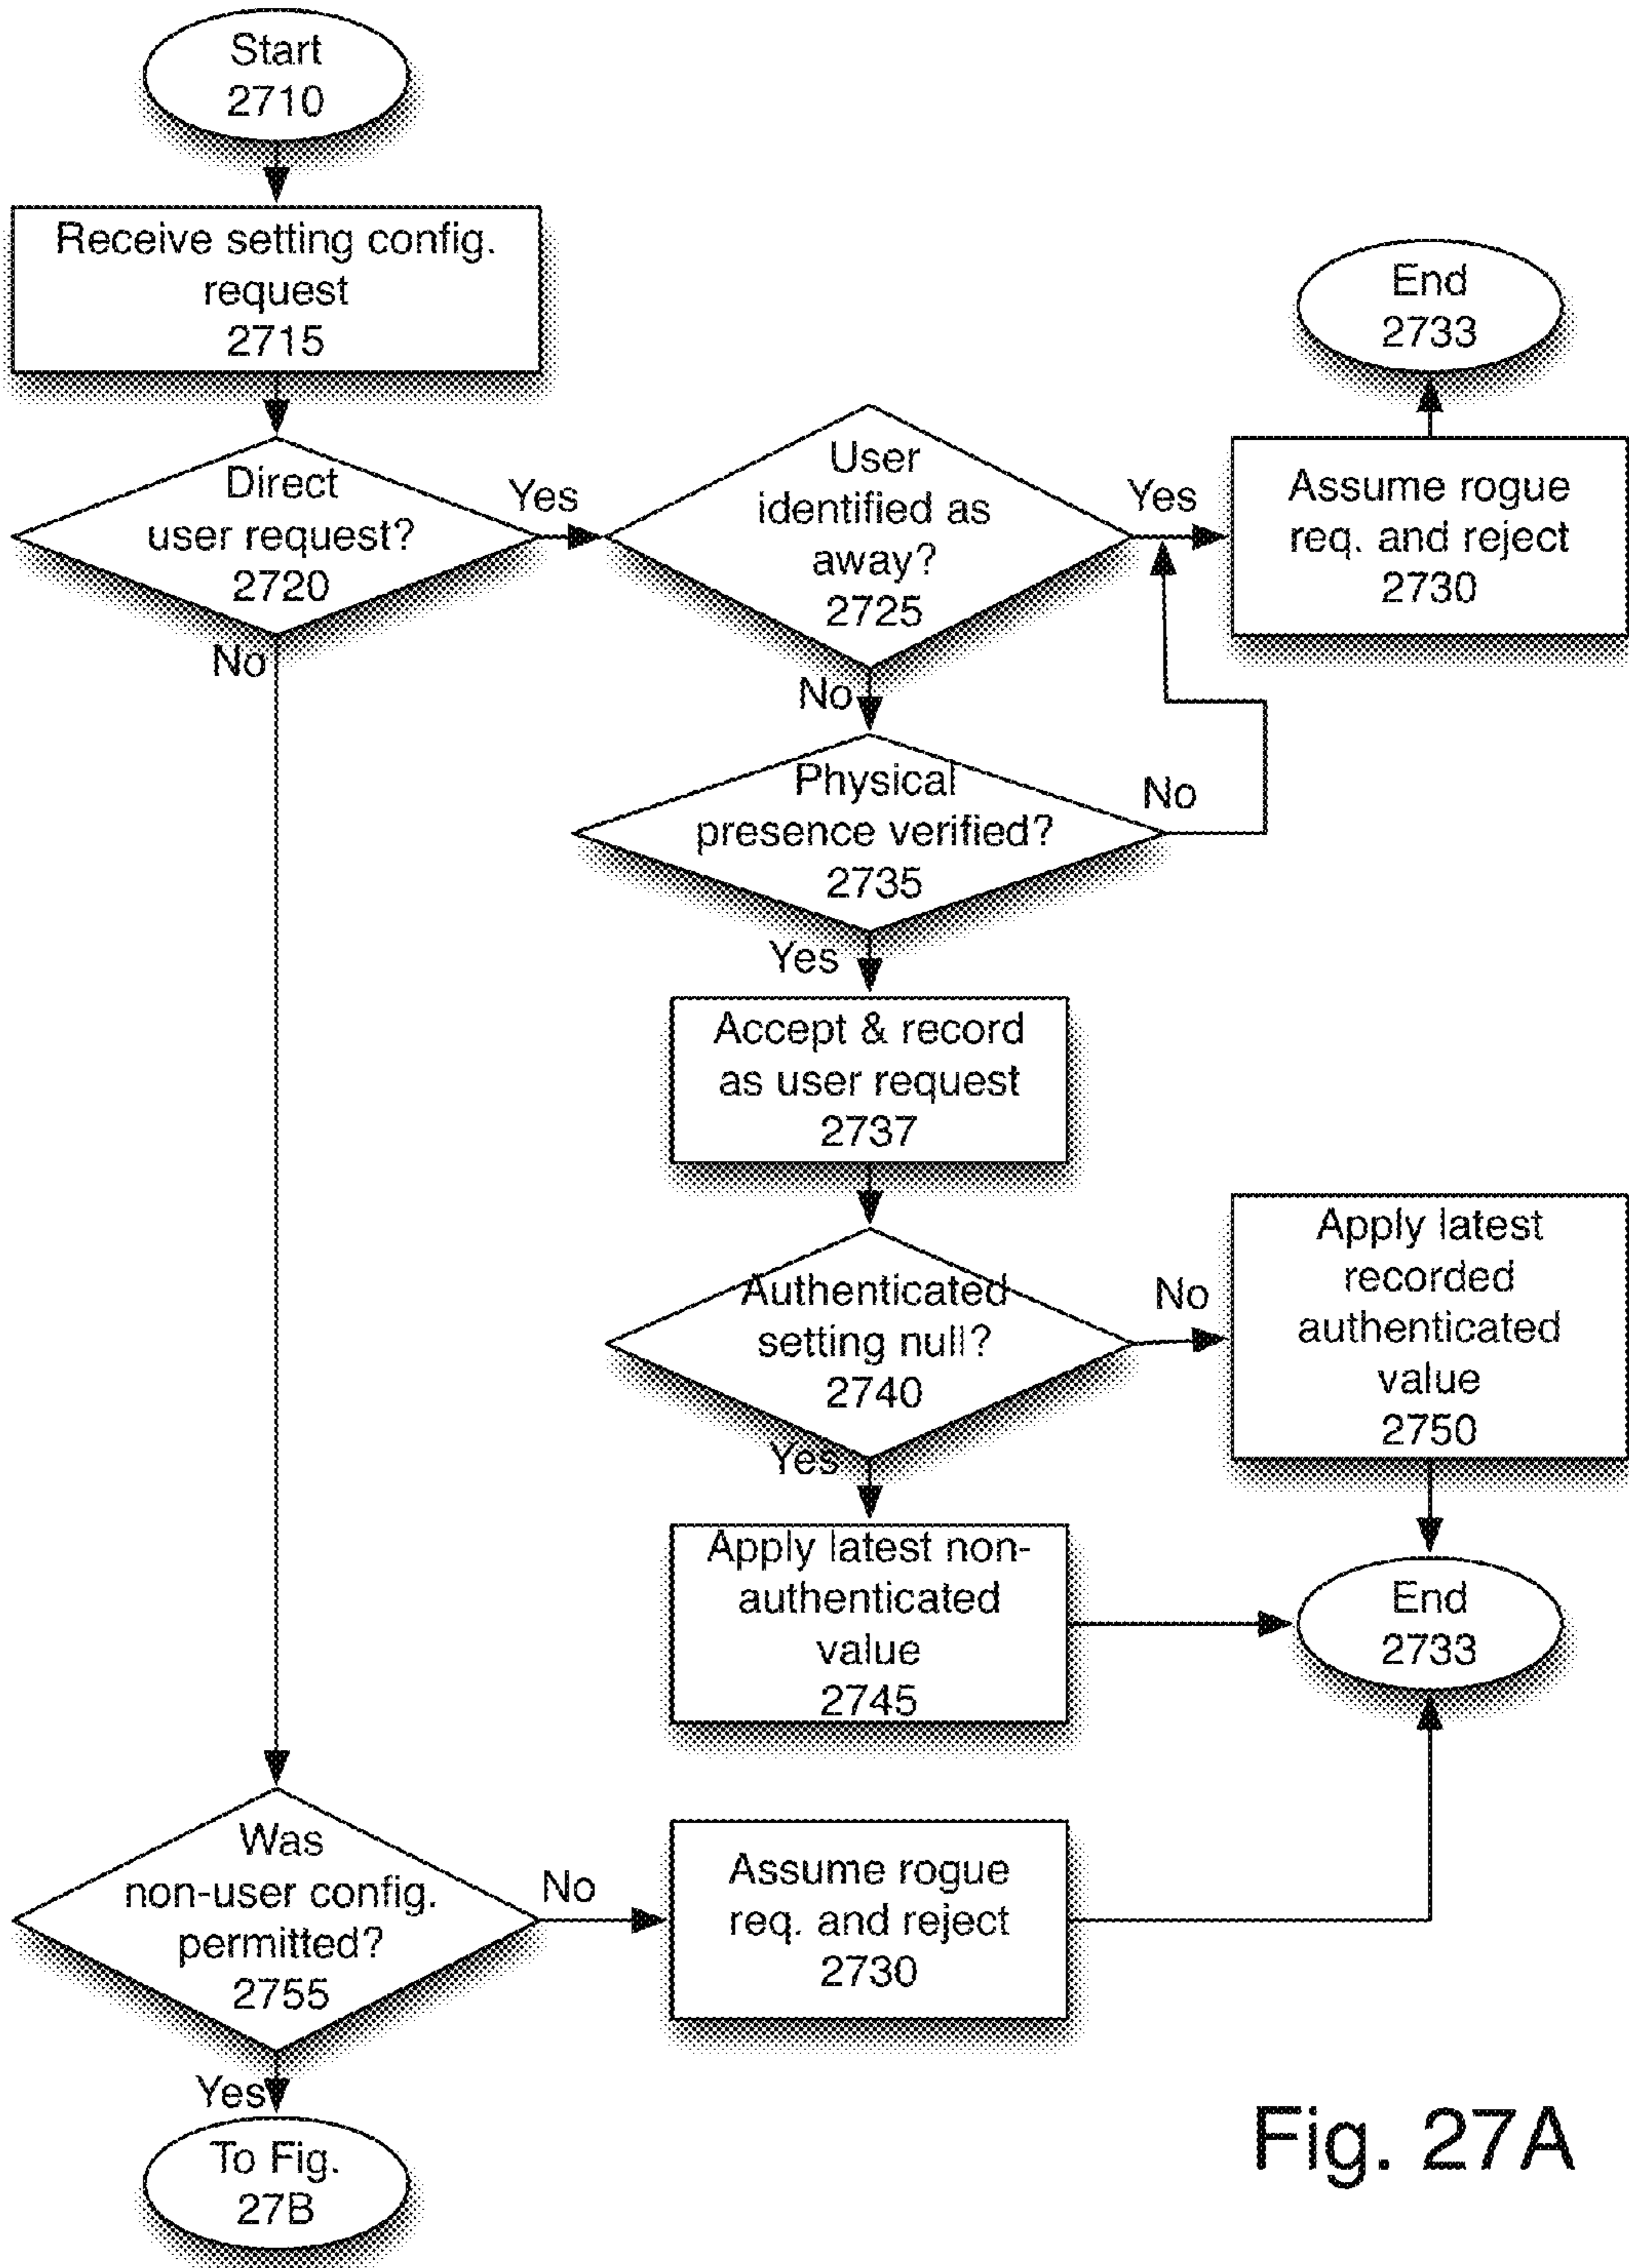 Start
2710
Receive setting config.
request
2715
Direct
user request?
2720
Yes
No
User
identified as
away?
2725
Yes
No
Assume rogue
req. and reject
2730
End
2733
Physical
presence verified?
2735
No
Yes
Accept & record
as user request
2737
Authenticated
setting null?
2740
No
Yes
Apply latest
recorded
authenticated
value
2750
Apply latest non-
authenticated
value
2745
End
2733
Was
non-user config.
permitted?
2755
No
Yes
Assume rogue
req. and reject
2730
To Fig.
27B
Fig. 27A